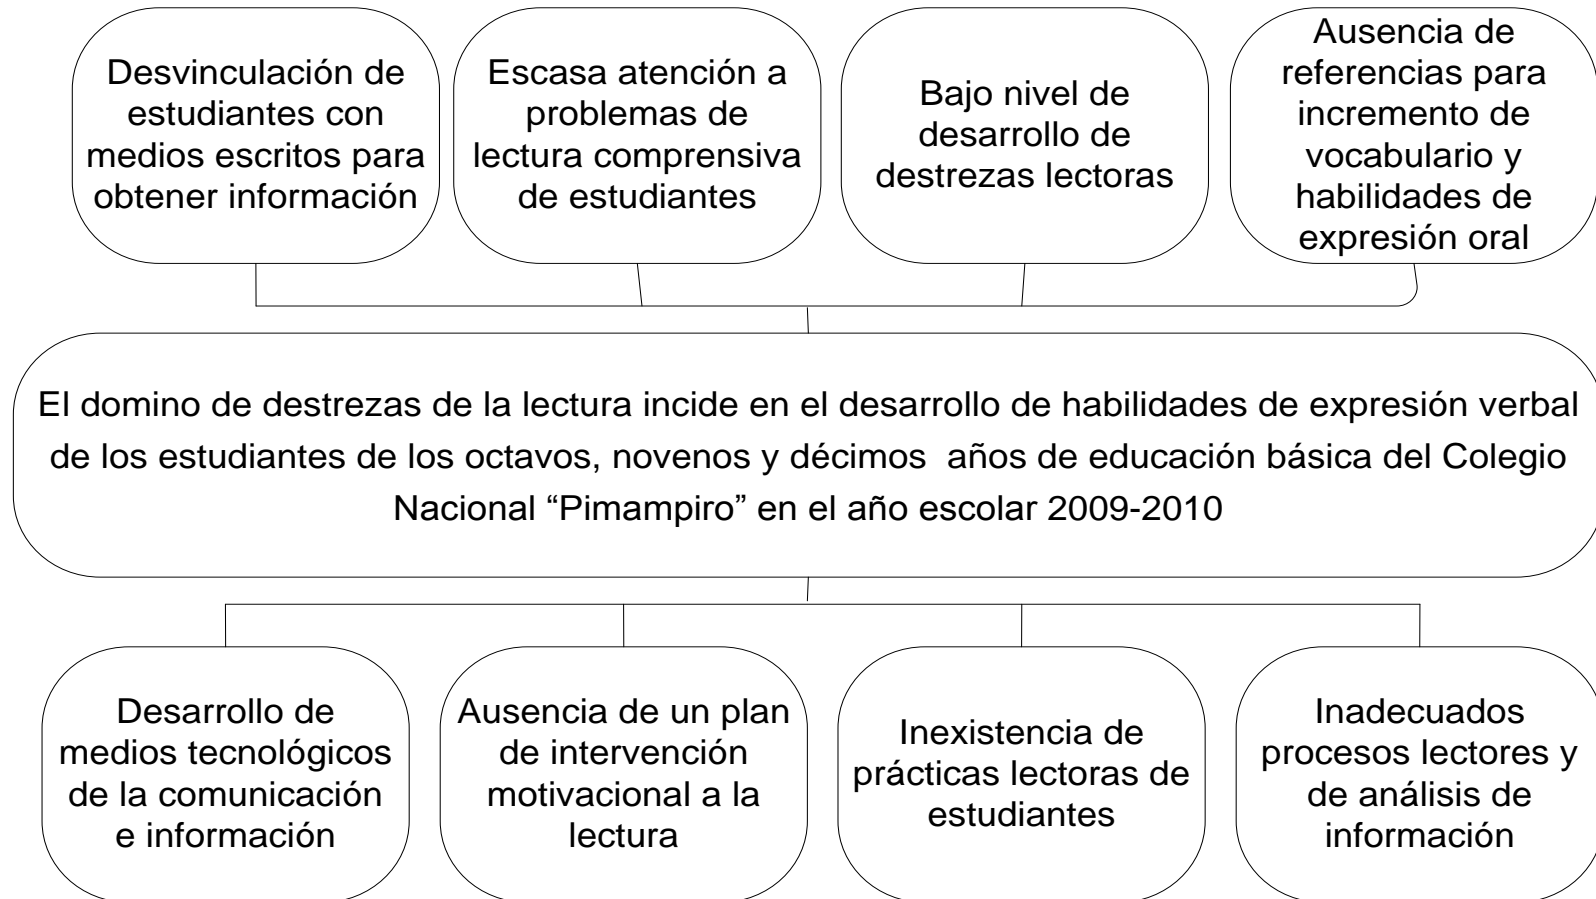 Desvinculación de
estudiantes con
medios escritos para
obtener información
Escasa atención a
problemas de
lectura comprensiva
de estudiantes
Bajo nivel de
desarrollo de
destrezas lectoras
Ausencia de
referencias para
incremento de
vocabulario y
habilidades de
expresión oral
El domino de destrezas de la lectura incide en el desarrollo de habilidades de expresión verbal
de los estudiantes de los octavos, novenos y décimos  años de educación básica del Colegio
Nacional “Pimampiro” en el año escolar 2009-2010
Desarrollo de
medios tecnológicos
de la comunicación
e información
Ausencia de un plan
de intervención
motivacional a la
lectura
Inexistencia de
prácticas lectoras de
estudiantes
Inadecuados
procesos lectores y
de análisis de
información